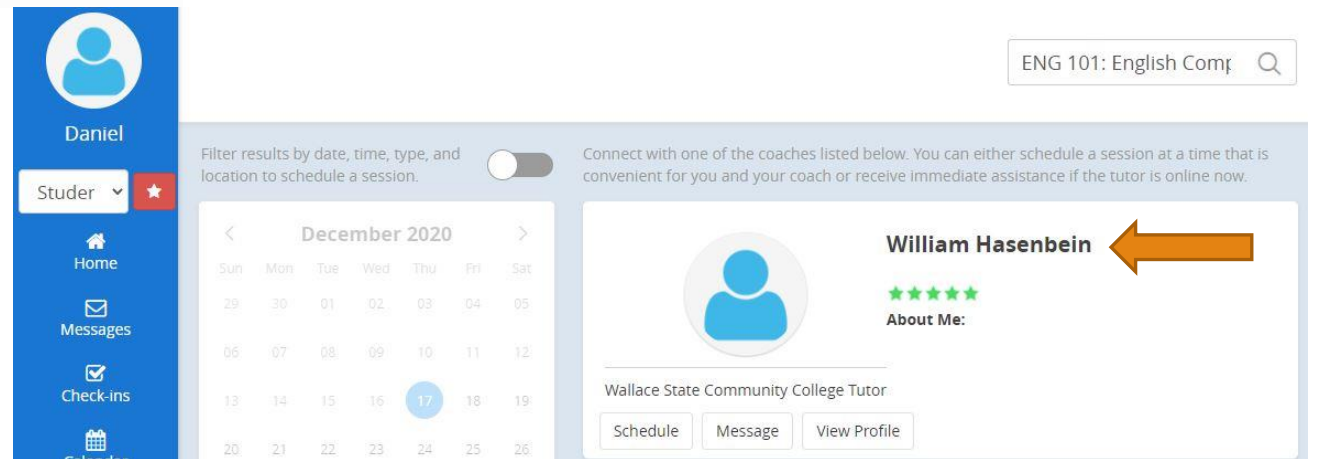 Daniel
Studer
Home
Messages
Check-ins
ENG 101: English Comp
Filter results by date, time, type, and
location to schedule a session.
Connect with one of the coaches listed below. You can either schedule a session at a time that is
convenient for you and your coach or receive immediate assistance if the tutor is online now.
December 2020
Sun Mon Tue Wed Thu Fri Sat
29 30 01 02 03 04 05
06 07 08 09 10 11 12
13 14 15 16 17 18 19
20 21 22 23 24 25 26
William Hasenbein
About Me:
Wallace State Community College Tutor
Schedule Message View Profile